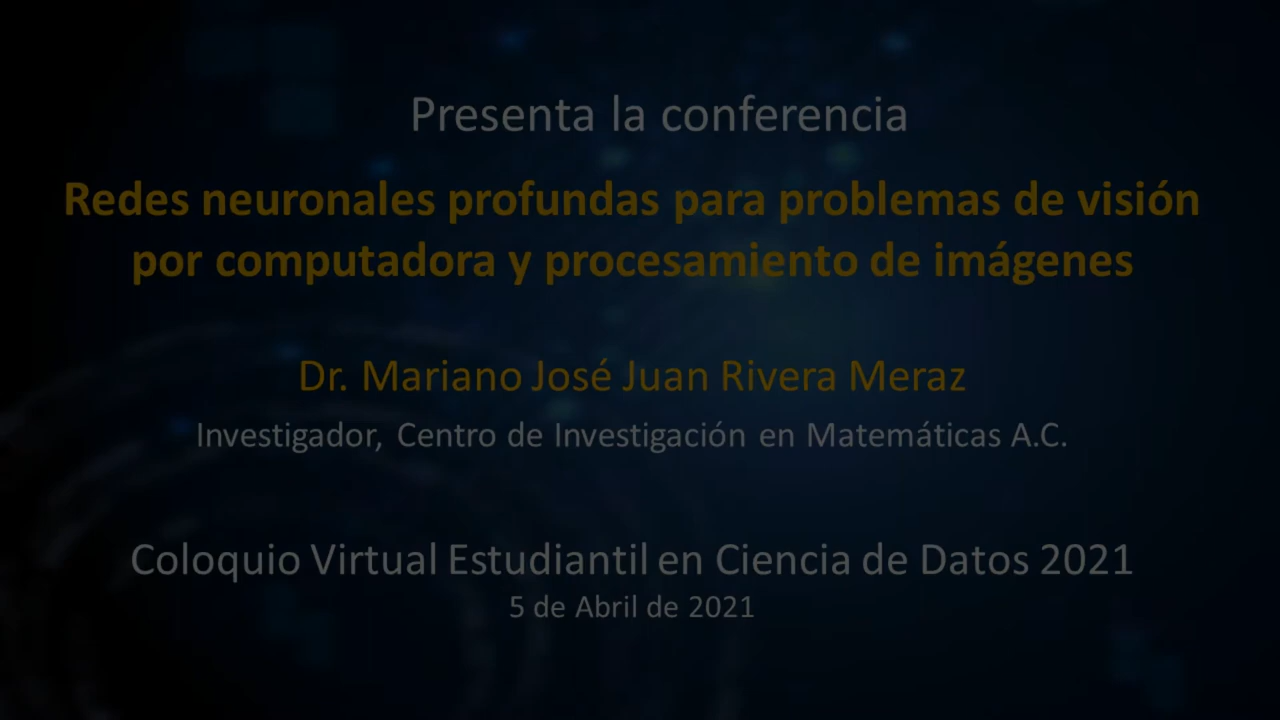 Presenta la conferencia
Redes neuronales profundas para problemas de visión
por computadora y procesamiento de imágenes
Dr. Mariano José Juan Rivera Meraz
Investigador, Centro de Investigación en Matemáticas A.C.
Coloquio Virtual Estudiantil en Ciencia de Datos 2021
5 de Abril de 2021